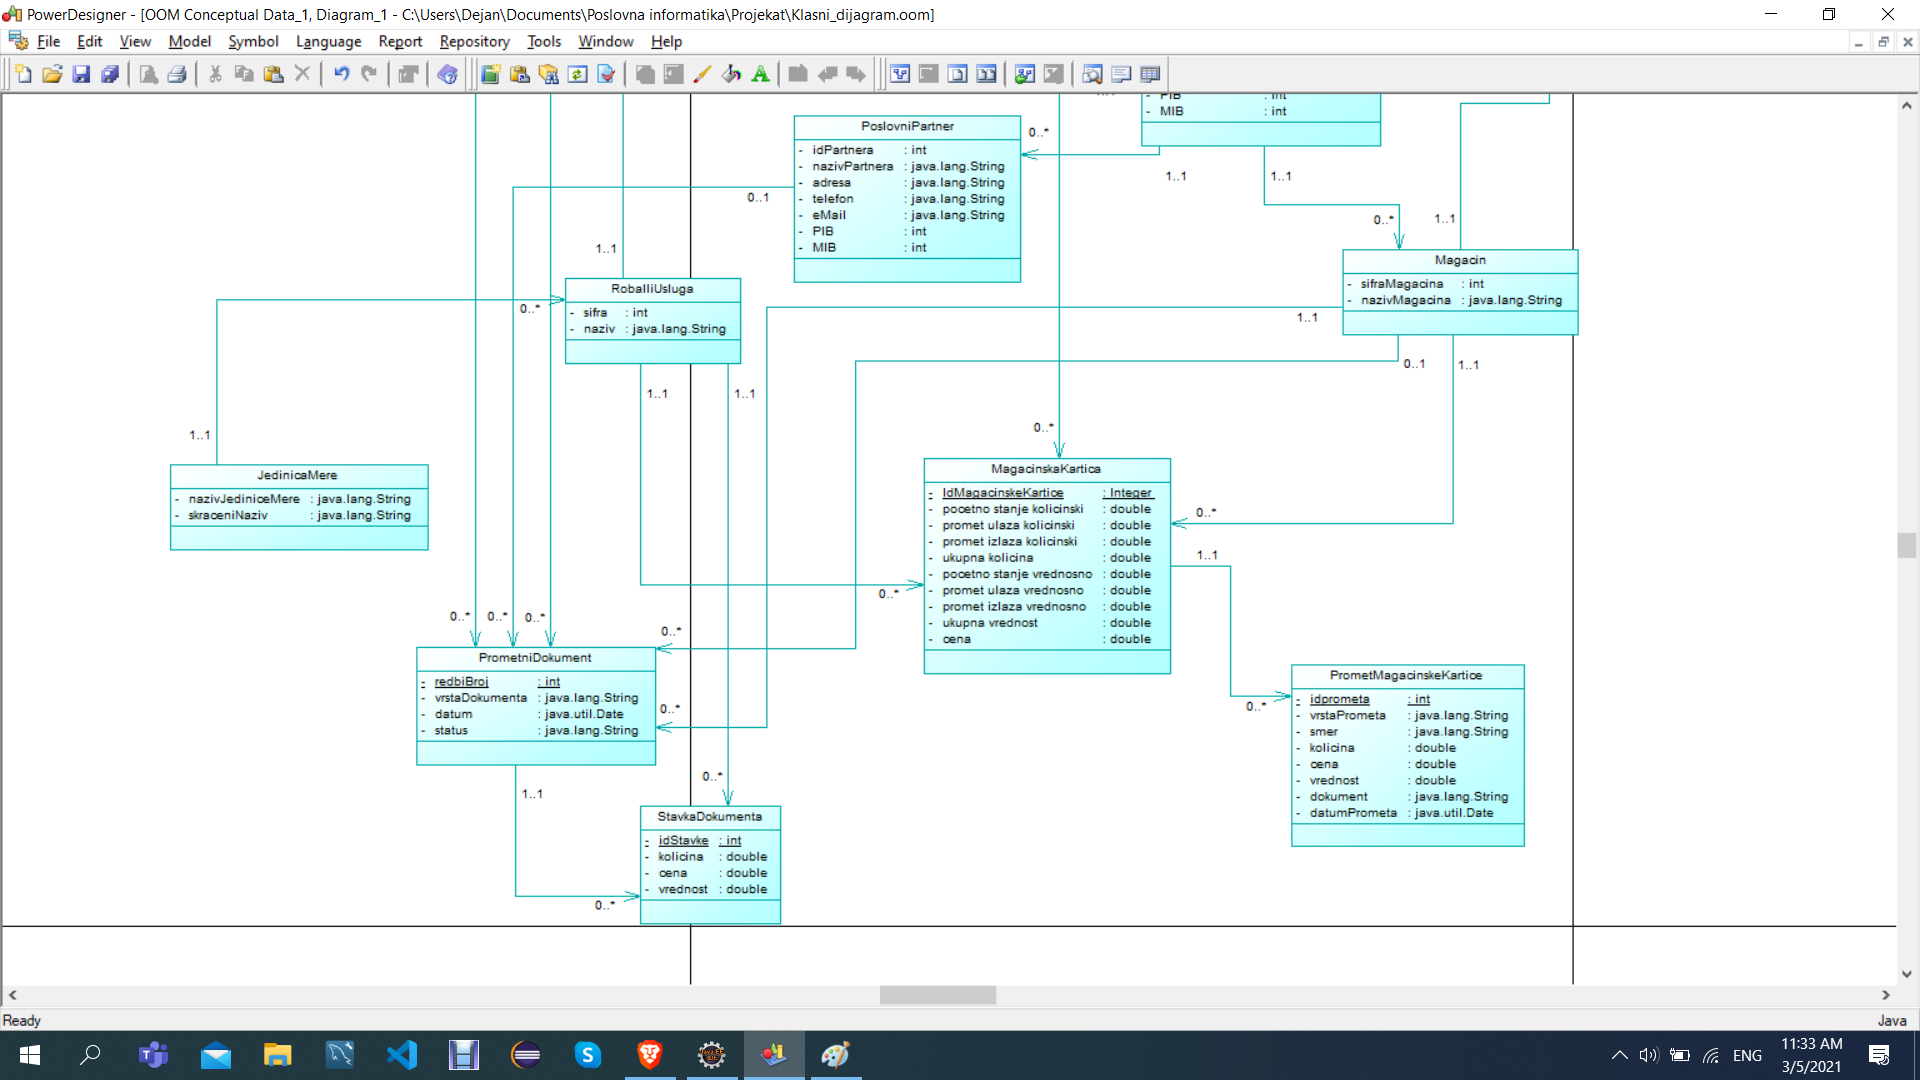 PowerDesigner - [OOM Conceptual Data_1, Diagram_1 - C:\Users\Dejan\Documents\Poslovna informatika\Projekat\Klasni_dijagram.oom]
File Edit View Model Symbol Language Report Repository Tools Window Help
PIB : int
MIB : int
PoslovniPartner
- idPartnera : int
- nazivPartnera : java.lang.String
- adresa : java.lang.String
- telefon : java.lang.String
- eMail : java.lang.String
- PIB : int
- MIB : int
0..*
1..1
1..1
0..1
0..*
1..1
1..1
Magacin
- sifraMagacina : int
- nazivMagacina : java.lang.String
RobaIliUsluga
- sifra : int
- naziv : java.lang.String
0..*
1..1
0..1
1..1
1..1
1..1
0..*
1..1
JedinicaMere
- nazivJediniceMere : java.lang.String
- skraceniNaziv : java.lang.String
MagacinskaKartica
- IdMagacinskeKartice : Integer
- pocetno stanje kolicinski : double
- promet ulaza kolicinski : double
- promet izlaza kolicinski : double
- ukupna kolicina : double
- pocetno stanje vrednosno : double
- promet ulaza vrednosno : double
- promet izlaza vrednosno : double
- ukupna vrednost : double
- cena : double
0..*
1..1
0..*
0..* 0..* 0..*
0..*
PrometniDokument
- redbiBroj : int
- vrstaDokumenta : java.lang.String
- datum : java.util.Date
- status : java.lang.String
0..*
0..*
PrometMagacinskeKartice
- idprometa : int
- vrstaPrometa : java.lang.String
- smer : java.lang.String
- kolicina : double
- cena : double
- vrednost : double
- dokument : java.lang.String
- datumPrometa : java.util.Date
0..*
1..1
StavkaDokumenta
- idStavke : int
- kolicina : double
- cena : double
- vrednost : double
0..*
Ready
Java
ENG
11:33 AM
3/5/2021